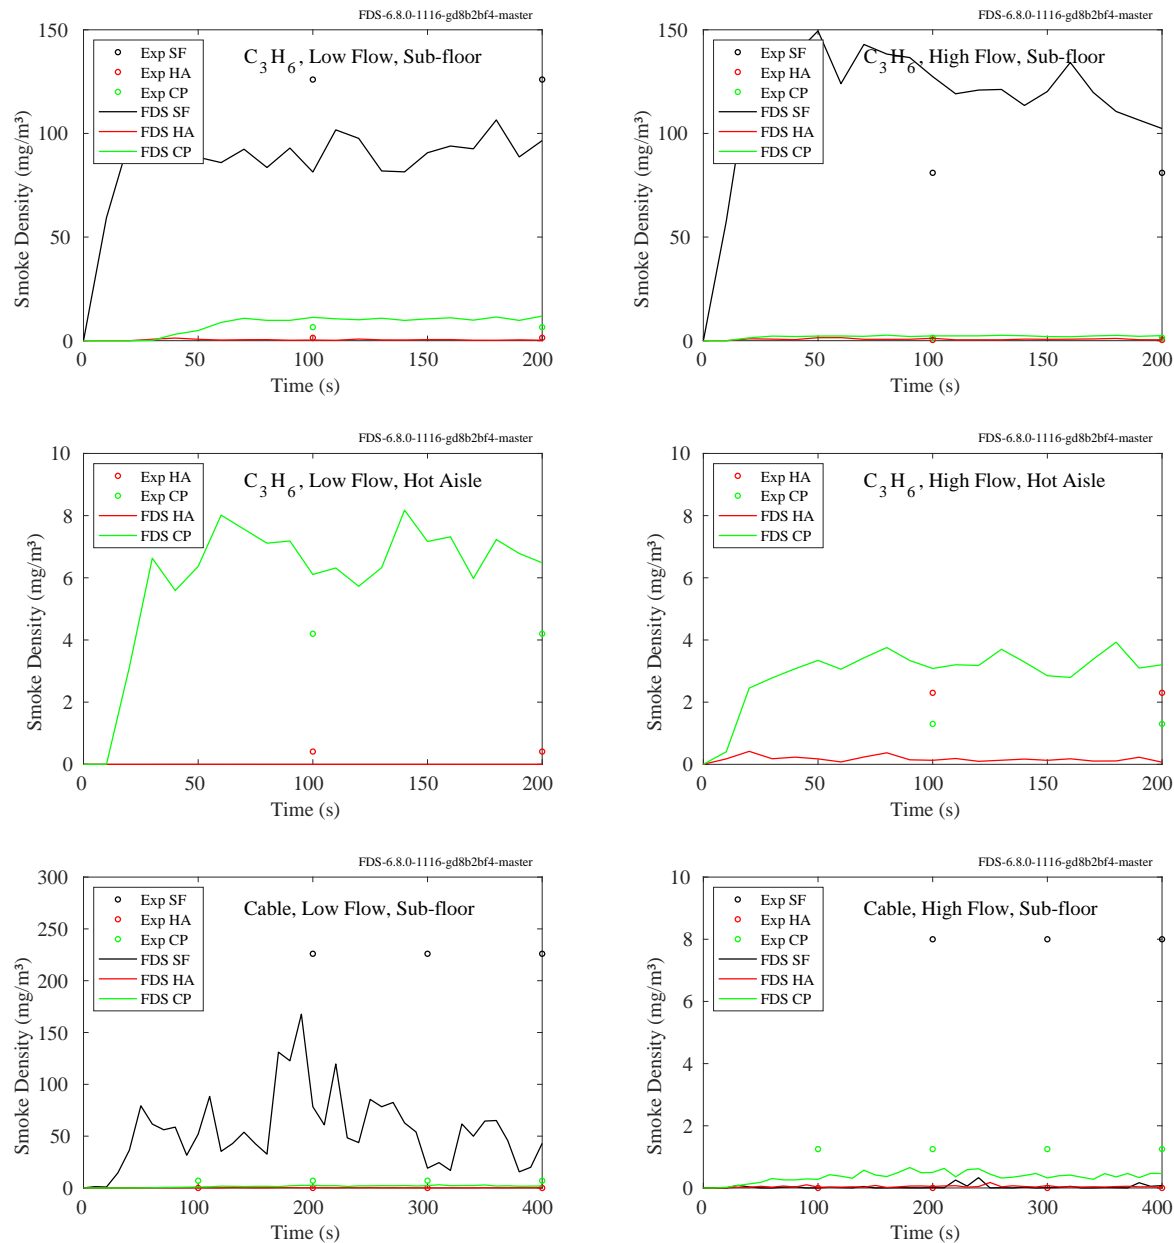 FDS-6.8.0-1116-gd8b2bf4-master
C3H6, Low Flow, Sub-floor
Exp SF
Exp HA
Exp CP
FDS SF
FDS HA
FDS CP
Smoke Density (mg/m³)
150
100
50
0
0 50 100 150 200
Time (s)
FDS-6.8.0-1116-gd8b2bf4-master
C3H6, High Flow, Sub-floor
Exp SF
Exp HA
Exp CP
FDS SF
FDS HA
FDS CP
Smoke Density (mg/m³)
150
100
50
0
0 50 100 150 200
Time (s)
FDS-6.8.0-1116-gd8b2bf4-master
C3H6, Low Flow, Hot Aisle
Exp HA
Exp CP
FDS HA
FDS CP
Smoke Density (mg/m³)
10
8
6
4
2
0
0 50 100 150 200
Time (s)
FDS-6.8.0-1116-gd8b2bf4-master
C3H6, High Flow, Hot Aisle
Exp HA
Exp CP
FDS HA
FDS CP
Smoke Density (mg/m³)
10
8
6
4
2
0
0 50 100 150 200
Time (s)
FDS-6.8.0-1116-gd8b2bf4-master
Cable, Low Flow, Sub-floor
Exp SF
Exp HA
Exp CP
FDS SF
FDS HA
FDS CP
Smoke Density (mg/m³)
300
250
200
150
100
50
0
0 100 200 300 400
Time (s)
FDS-6.8.0-1116-gd8b2bf4-master
Cable, High Flow, Sub-floor
Exp SF
Exp HA
Exp CP
FDS SF
FDS HA
FDS CP
Smoke Density (mg/m³)
10
8
6
4
2
0
0 100 200 300 400
Time (s)